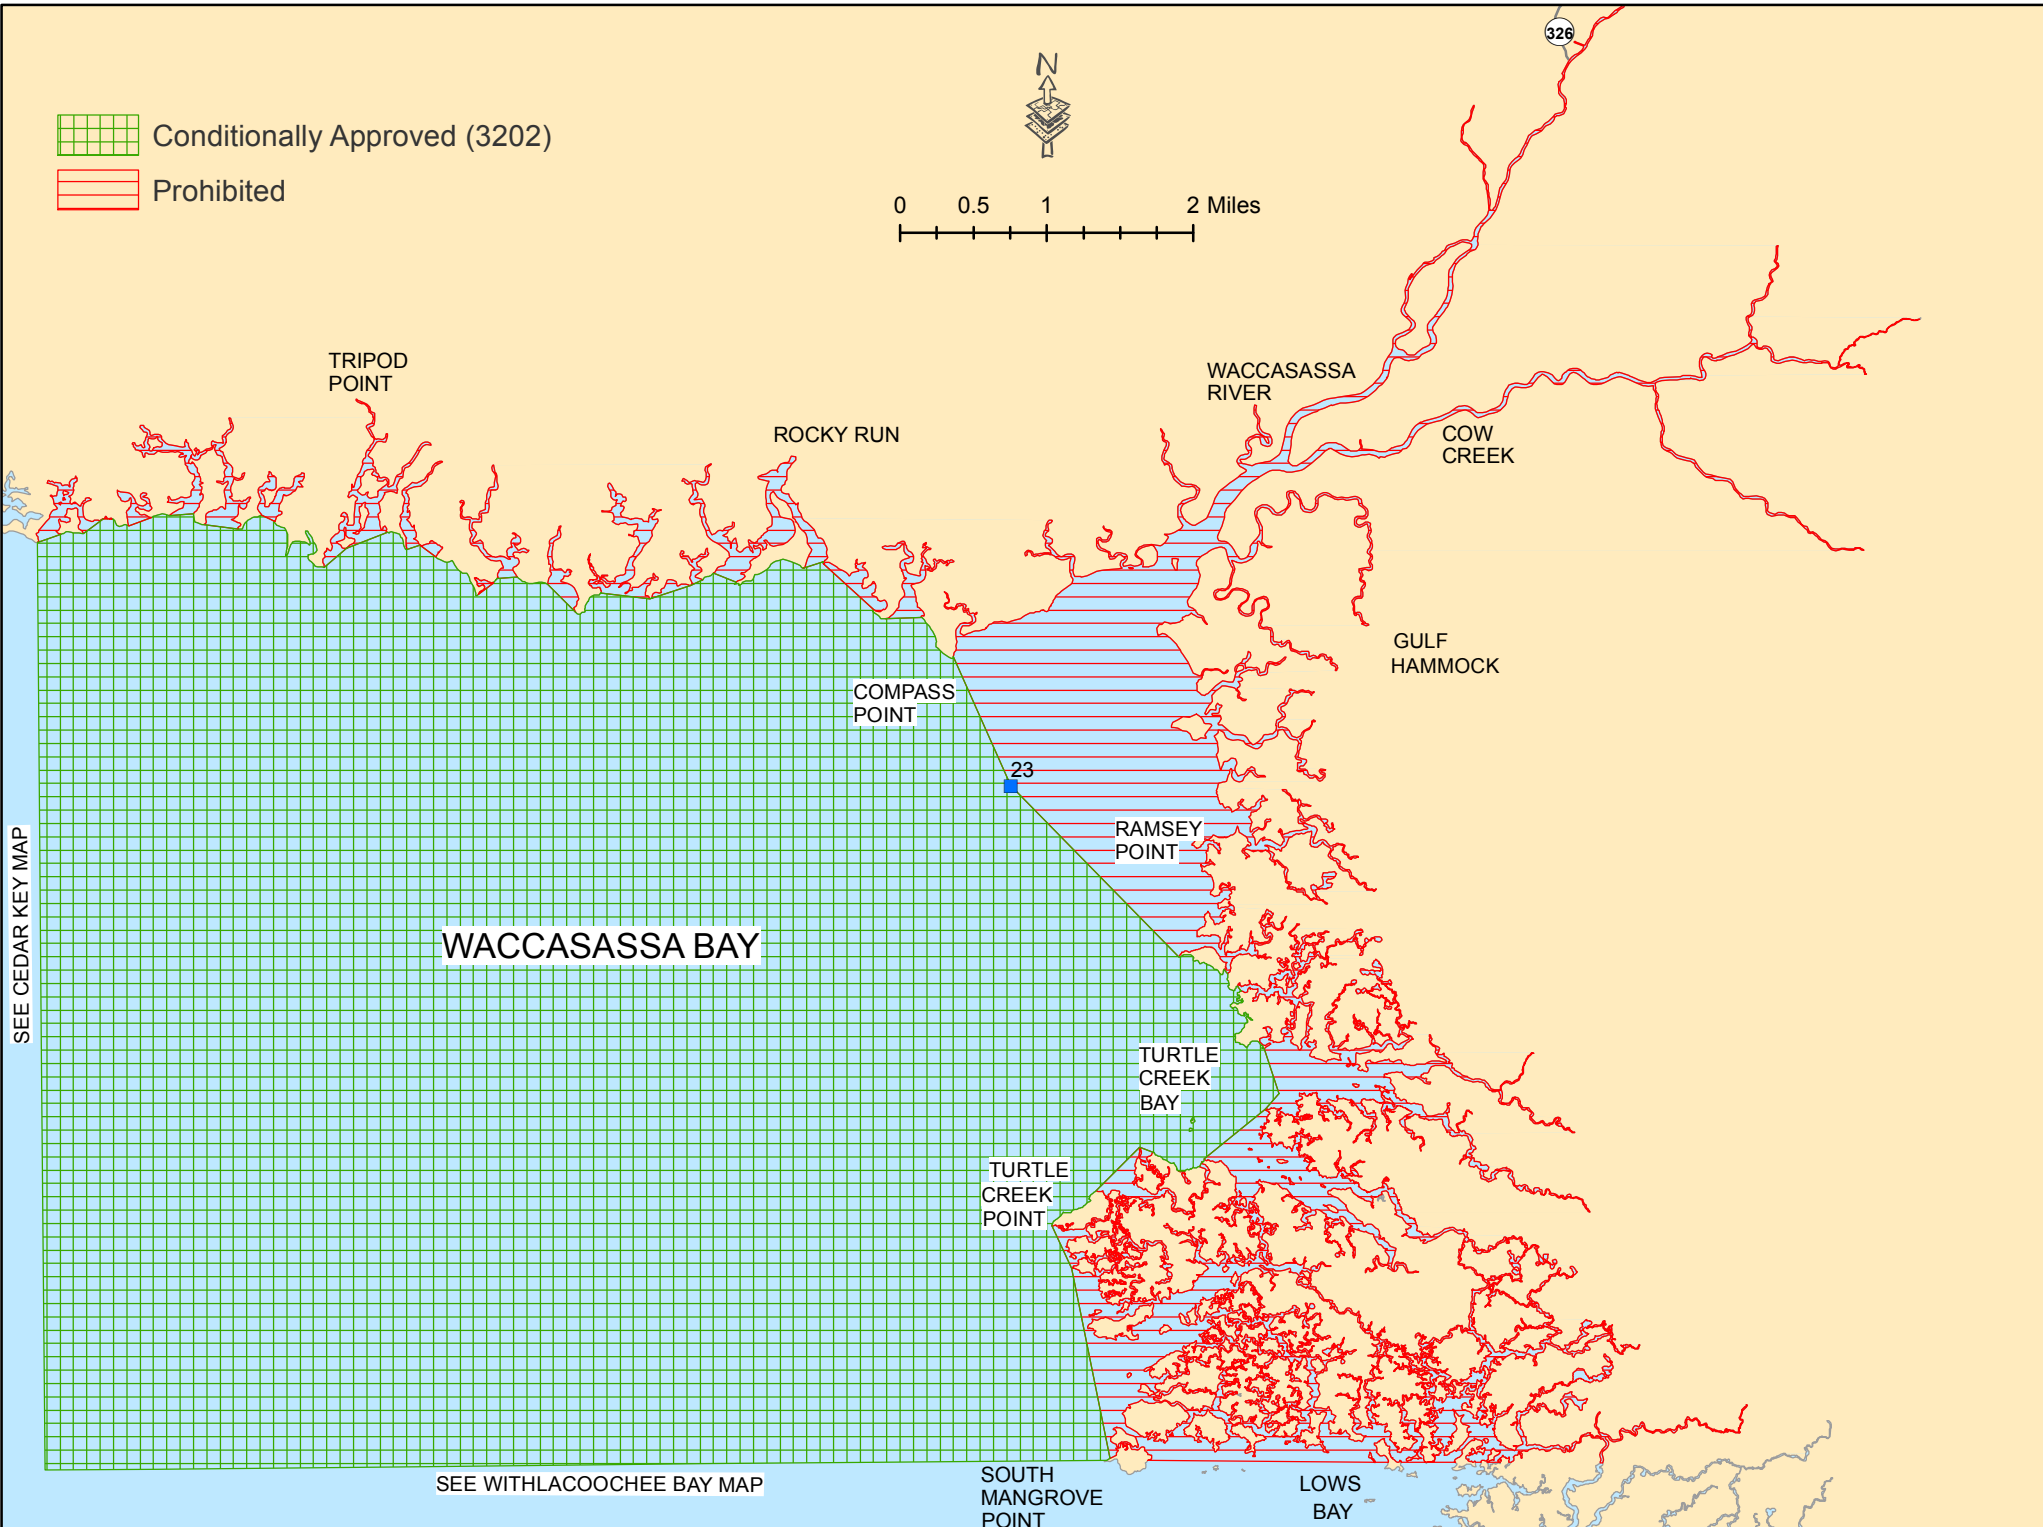 326
N
Conditionally Approved (3202)
Prohibited
0 0.5 1 2 Miles
TRIPOD
POINT
WACCASASSA
RIVER
ROCKY RUN
COW
CREEK
GULF
HAMMOCK
COMPASS
POINT
23
RAMSEY
POINT
SEE CEDAR KEY MAP
WACCASASSA BAY
TURTLE
CREEK
BAY
TURTLE
CREEK
POINT
SEE WITHLACOOCHEE BAY MAP
SOUTH
MANGROVE
POINT
LOWS
BAY